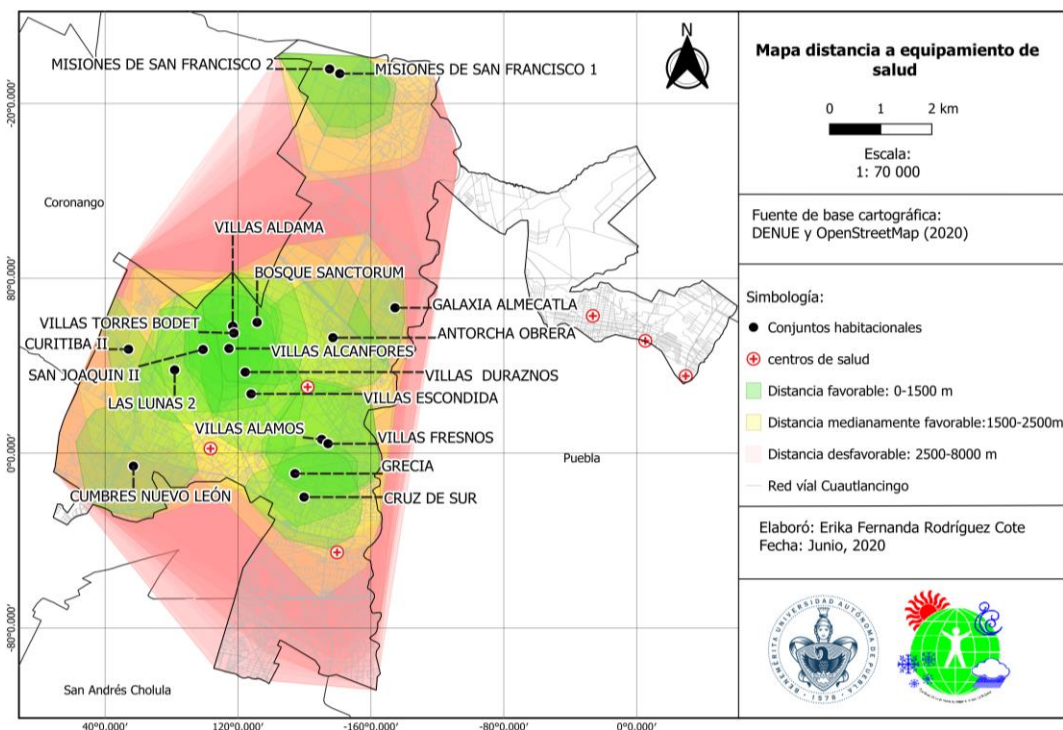 MISIONES DE SAN FRANCISCO 2
MISIONES DE SAN FRANCISCO 1
Coronango
VILLAS ALDAMA
BOSQUE SANCTORUM
GALAXIA ALMECATLA
VILLAS TORRES BODET
ANTORCHA OBRERA
CURITIBA II
VILLAS ALCANFORES
SAN JOAQUIN II
VILLAS DURAZNOS
LAS LUNAS 2
VILLAS ESCONDIDA
VILLAS ALAMOS
VILLAS FRESNOS
Puebla
GRECIA
CUMBRES NUEVO LEÓN
CRUZ DE SUR
San Andrés Cholula
-20°0.000'
80°0.000'
0°0.000'
-80°0.000'
40°0.000'
120°0.000'
-160°0.000'
-80°0.000'
0°0.000'
N
Mapa distancia a equipamiento de
salud
0 1 2 km
Escala:
1: 70 000
Fuente de base cartográfica:
DENUE y OpenStreetMap (2020)
Simbología:
Conjuntos habitacionales
centros de salud
Distancia favorable: 0-1500 m
Distancia medianamente favorable:1500-2500m
Distancia desfavorable: 2500-8000 m
Red víal Cuautlancingo
Elaboró: Erika Fernanda Rodríguez Cote
Fecha: Junio, 2020
BENEMÉRITA UNIVERSIDAD AUTÓNOMA DE PUEBLA
1578